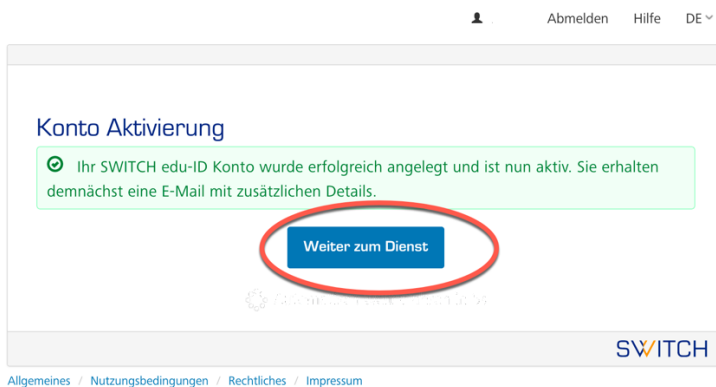 Abmelden Hilfe DE
Konto Aktivierung
Ihr SWITCH edu-ID Konto wurde erfolgreich angelegt und ist nun aktiv. Sie erhalten
demnächst eine E-Mail mit zusätzlichen Details.
Weiter zum Dienst
SWITCH
Allgemeines / Nutzungsbedingungen / Rechtliches / Impressum